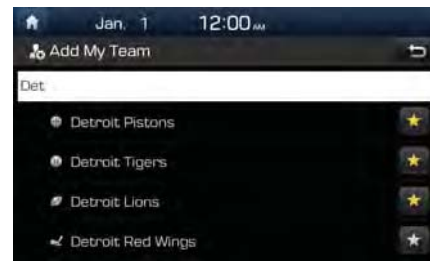 Jan. 1 12:00 AM
Add My Team
Det
Detroit Pistons
Detroit Tigers
Detroit Lions
Detroit Red Wings